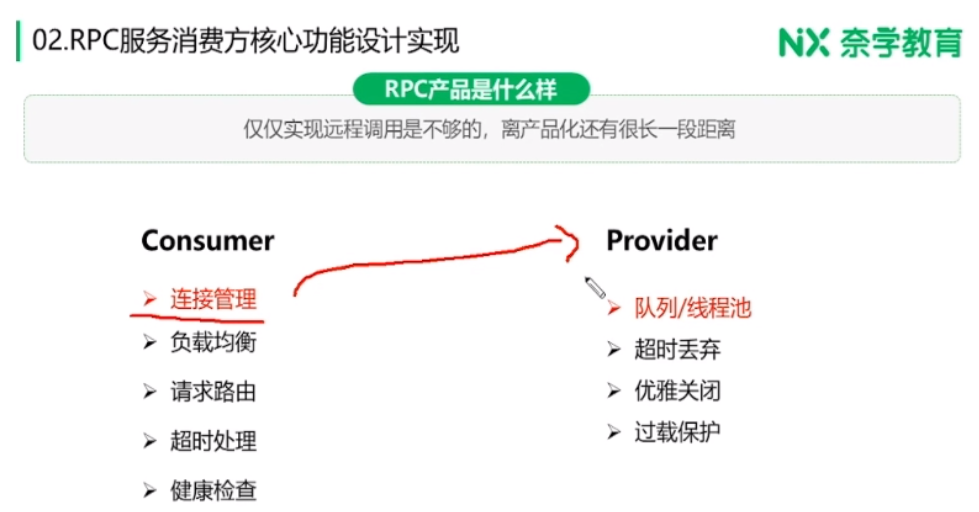 02.RPC服务消费方核心功能设计实现
NX 奈学教育
RPC产品是什么样
仅仅实现远程调用是不够的，离产品化还有很长一段距离
Consumer
连接管理
负载均衡
请求路由
超时处理
健康检查
Provider
队列/线程池
超时丢弃
优雅关闭
过载保护